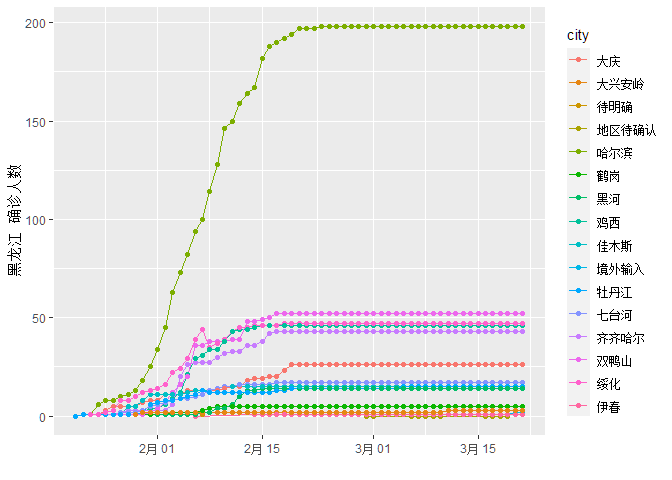 200
150
100
50
0
黑龙江 确诊人数
2月 01
2月 15
3月 01
3月 15
city
大庆
大兴安岭
待明确
地区待确认
哈尔滨
鹤岗
黑河
鸡西
佳木斯
境外输入
牡丹江
七台河
齐齐哈尔
双鸭山
绥化
伊春